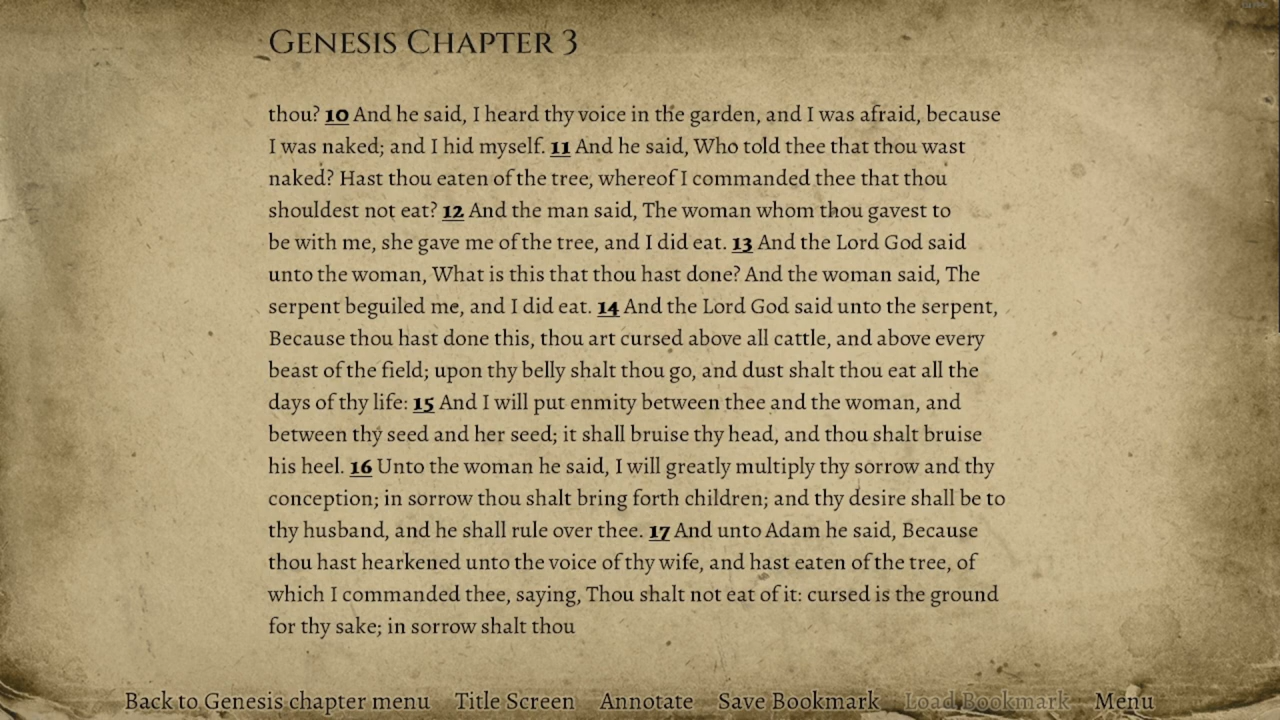 Genesis Chapter 3
thou? 10 And he said, I heard thy voice in the garden, and I was afraid, because
I was naked; and I hid myself. 11 And he said, Who told thee that thou wast
naked? Hast thou eaten of the tree, whereof I commanded thee that thou
shouldest not eat? 12 And the man said, The woman whom thou gavest to
be with me, she gave me of the tree, and I did eat. 13 And the Lord God said
unto the woman, What is this that thou hast done? And the woman said, The
serpent beguiled me, and I did eat. 14 And the Lord God said unto the serpent,
Because thou hast done this, thou art cursed above all cattle, and above every
beast of the field; upon thy belly shalt thou go, and dust shalt thou eat all the
days of thy life: 15 And I will put enmity between thee and the woman, and
between thy seed and her seed; it shall bruise thy head, and thou shalt bruise
his heel. 16 Unto the woman he said, I will greatly multiply thy sorrow and thy
conception; in sorrow thou shalt bring forth children; and thy desire shall be to
thy husband, and he shall rule over thee. 17 And unto Adam he said, Because
thou hast hearkened unto the voice of thy wife, and hast eaten of the tree, of
which I commanded thee, saying, Thou shalt not eat of it: cursed is the ground
for thy sake; in sorrow shalt thou
Back to Genesis chapter menu Title Screen Annotate Save Bookmark Load Bookmark Menu